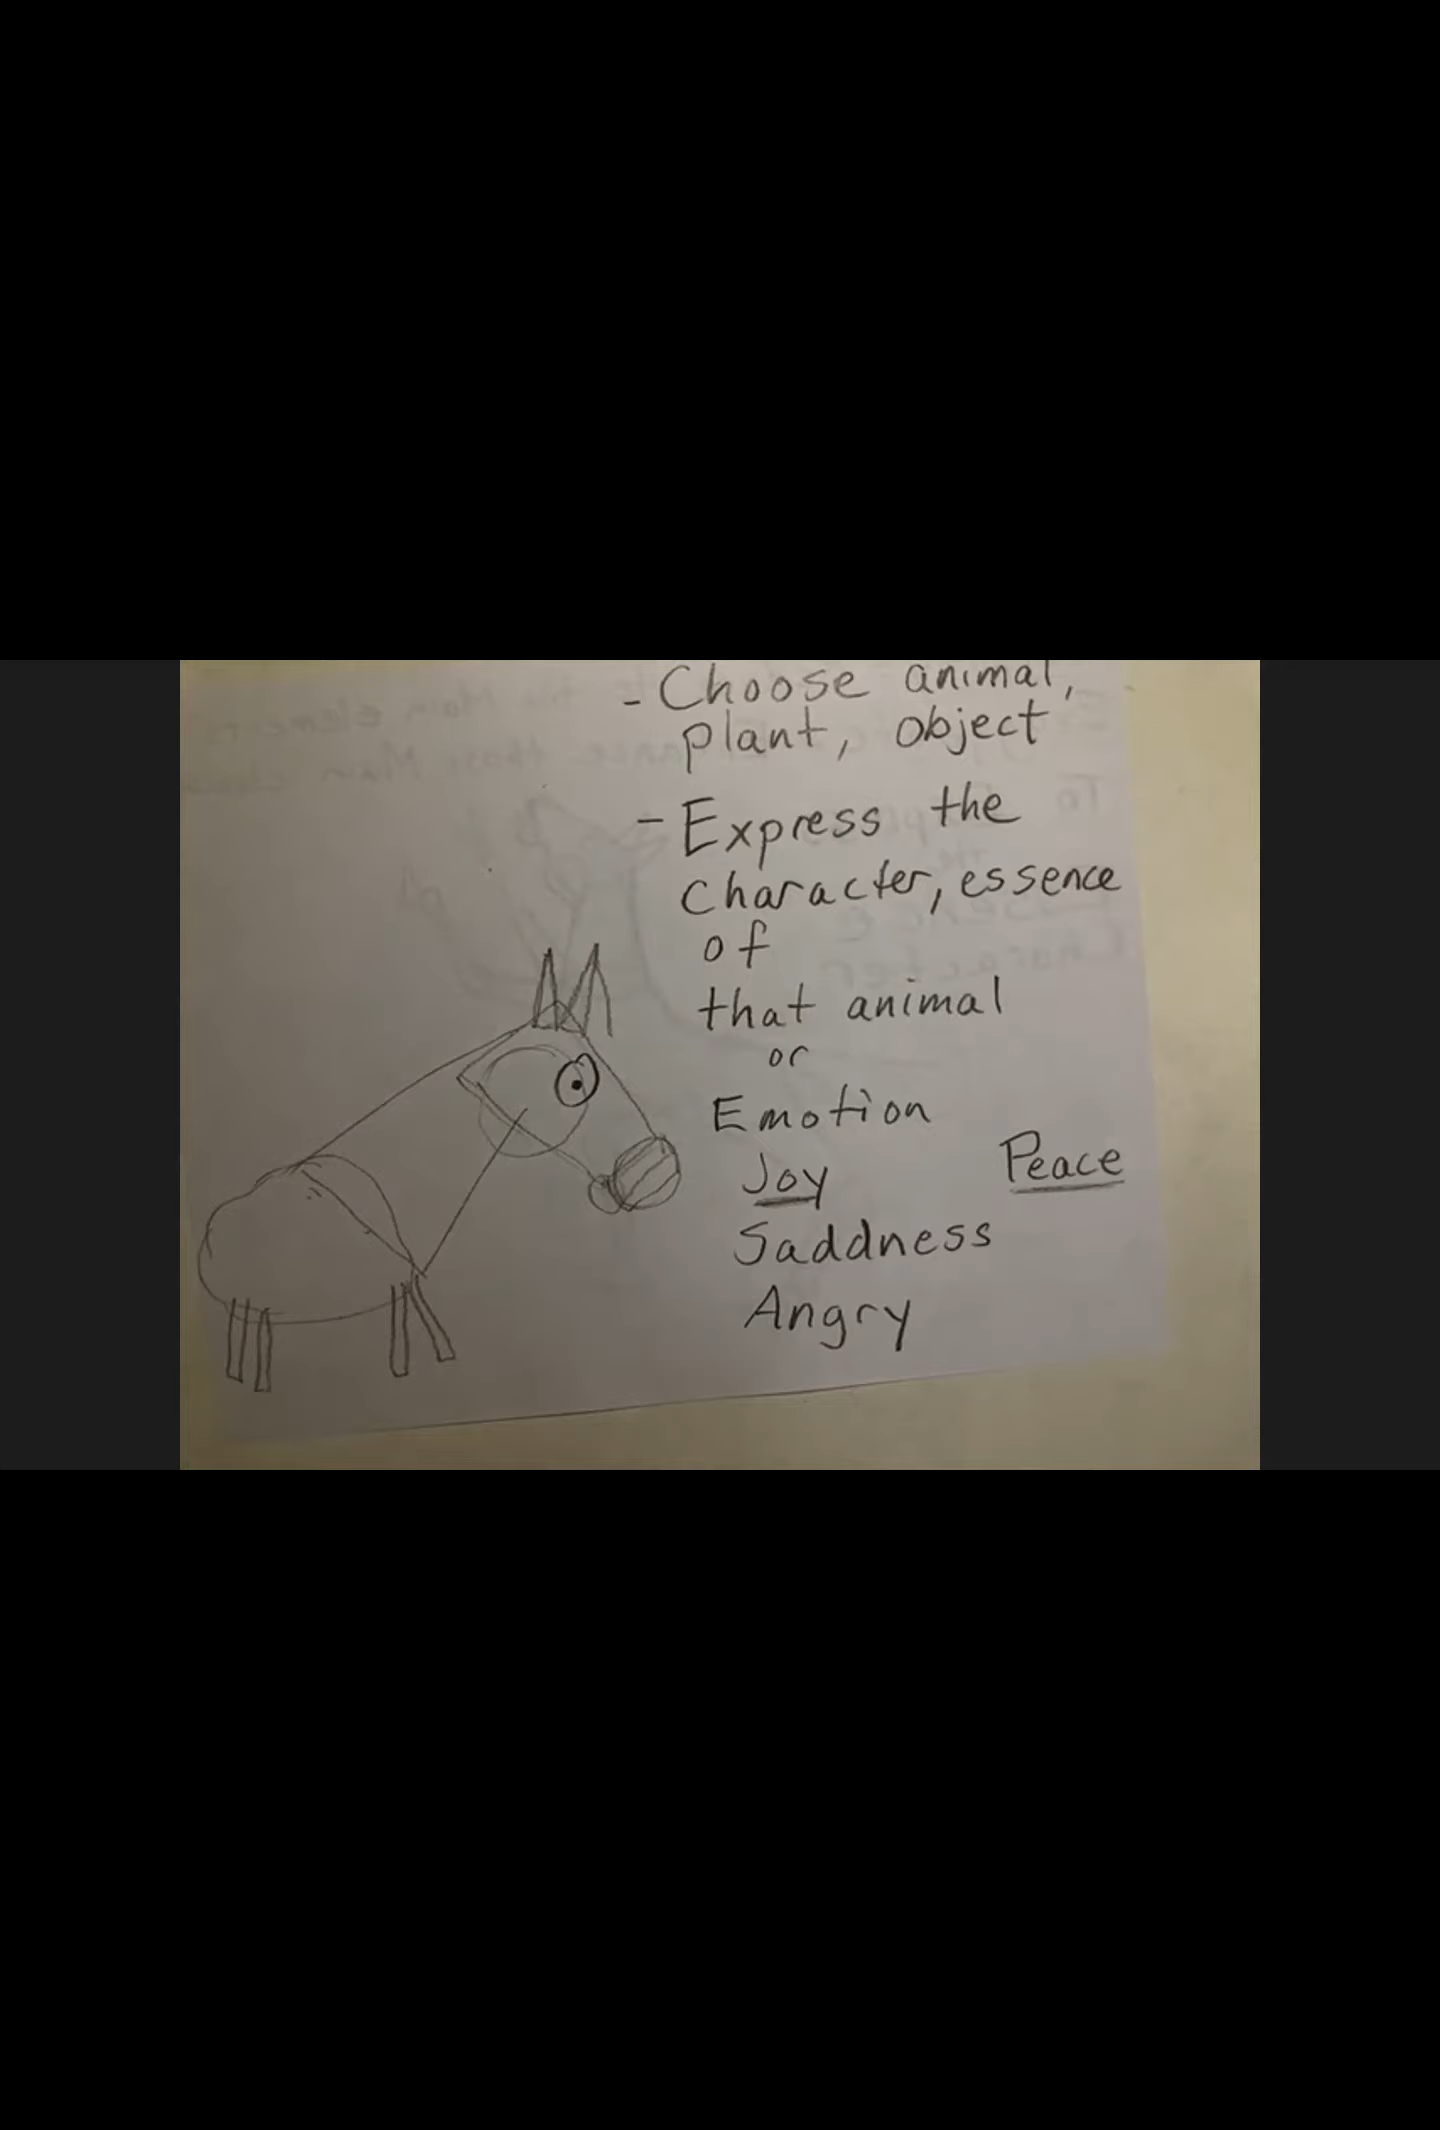 - Choose animal,
plant, object
- Express the
Character, essence
of
that animal
or
Emotion
Joy
Peace
Saddness
Angry